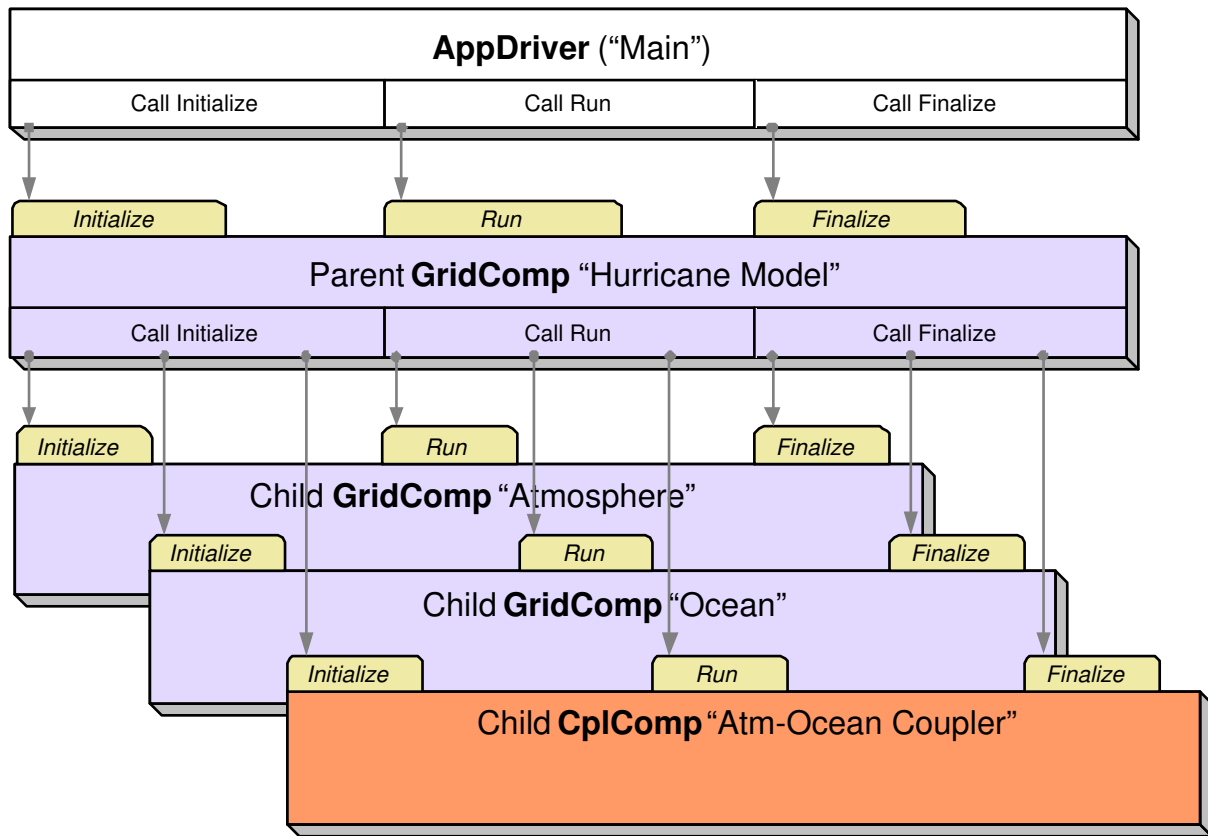 AppDriver (“Main”)
Call Initialize
Call Run
Call Finalize
Initialize
Run
Finalize
Parent GridComp “Hurricane Model”
Call Initialize
Call Run
Call Finalize
Initialize
Run
Finalize
Child GridComp “Atmosphere”
Initialize
Run
Finalize
Child GridComp “Ocean”
Initialize
Run
Finalize
Child CplComp “Atm-Ocean Coupler”